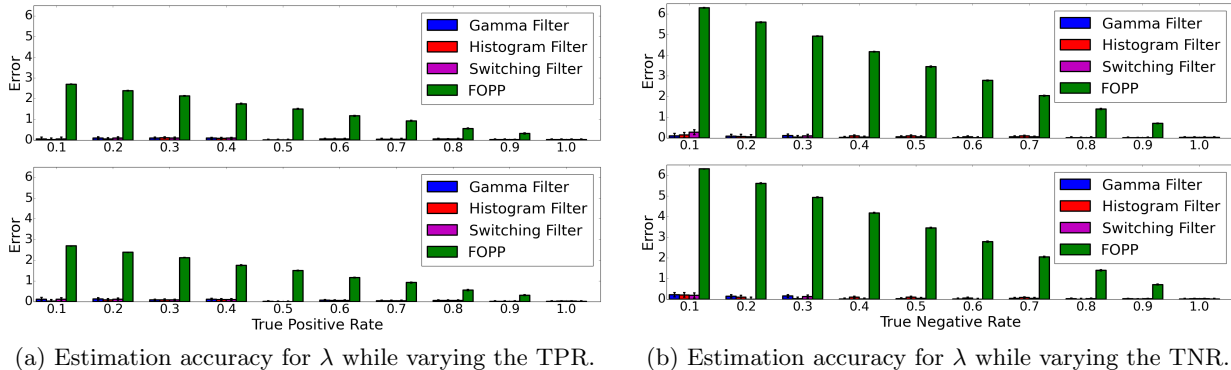 6
5
4
3
2
1
0
Error
Gamma Filter
Histogram Filter
Switching Filter
FOPP
0.1 0.2 0.3 0.4 0.5 0.6 0.7 0.8 0.9 1.0
6
5
4
3
2
1
0
Error
Gamma Filter
Histogram Filter
Switching Filter
FOPP
0.1 0.2 0.3 0.4 0.5 0.6 0.7 0.8 0.9 1.0
True Positive Rate
(a) Estimation accuracy for λ while varying the TPR.
6
5
4
3
2
1
0
Error
Gamma Filter
Histogram Filter
Switching Filter
FOPP
0.1 0.2 0.3 0.4 0.5 0.6 0.7 0.8 0.9 1.0
6
5
4
3
2
1
0
Error
Gamma Filter
Histogram Filter
Switching Filter
FOPP
0.1 0.2 0.3 0.4 0.5 0.6 0.7 0.8 0.9 1.0
True Negative Rate
(b) Estimation accuracy for λ while varying the TNR.